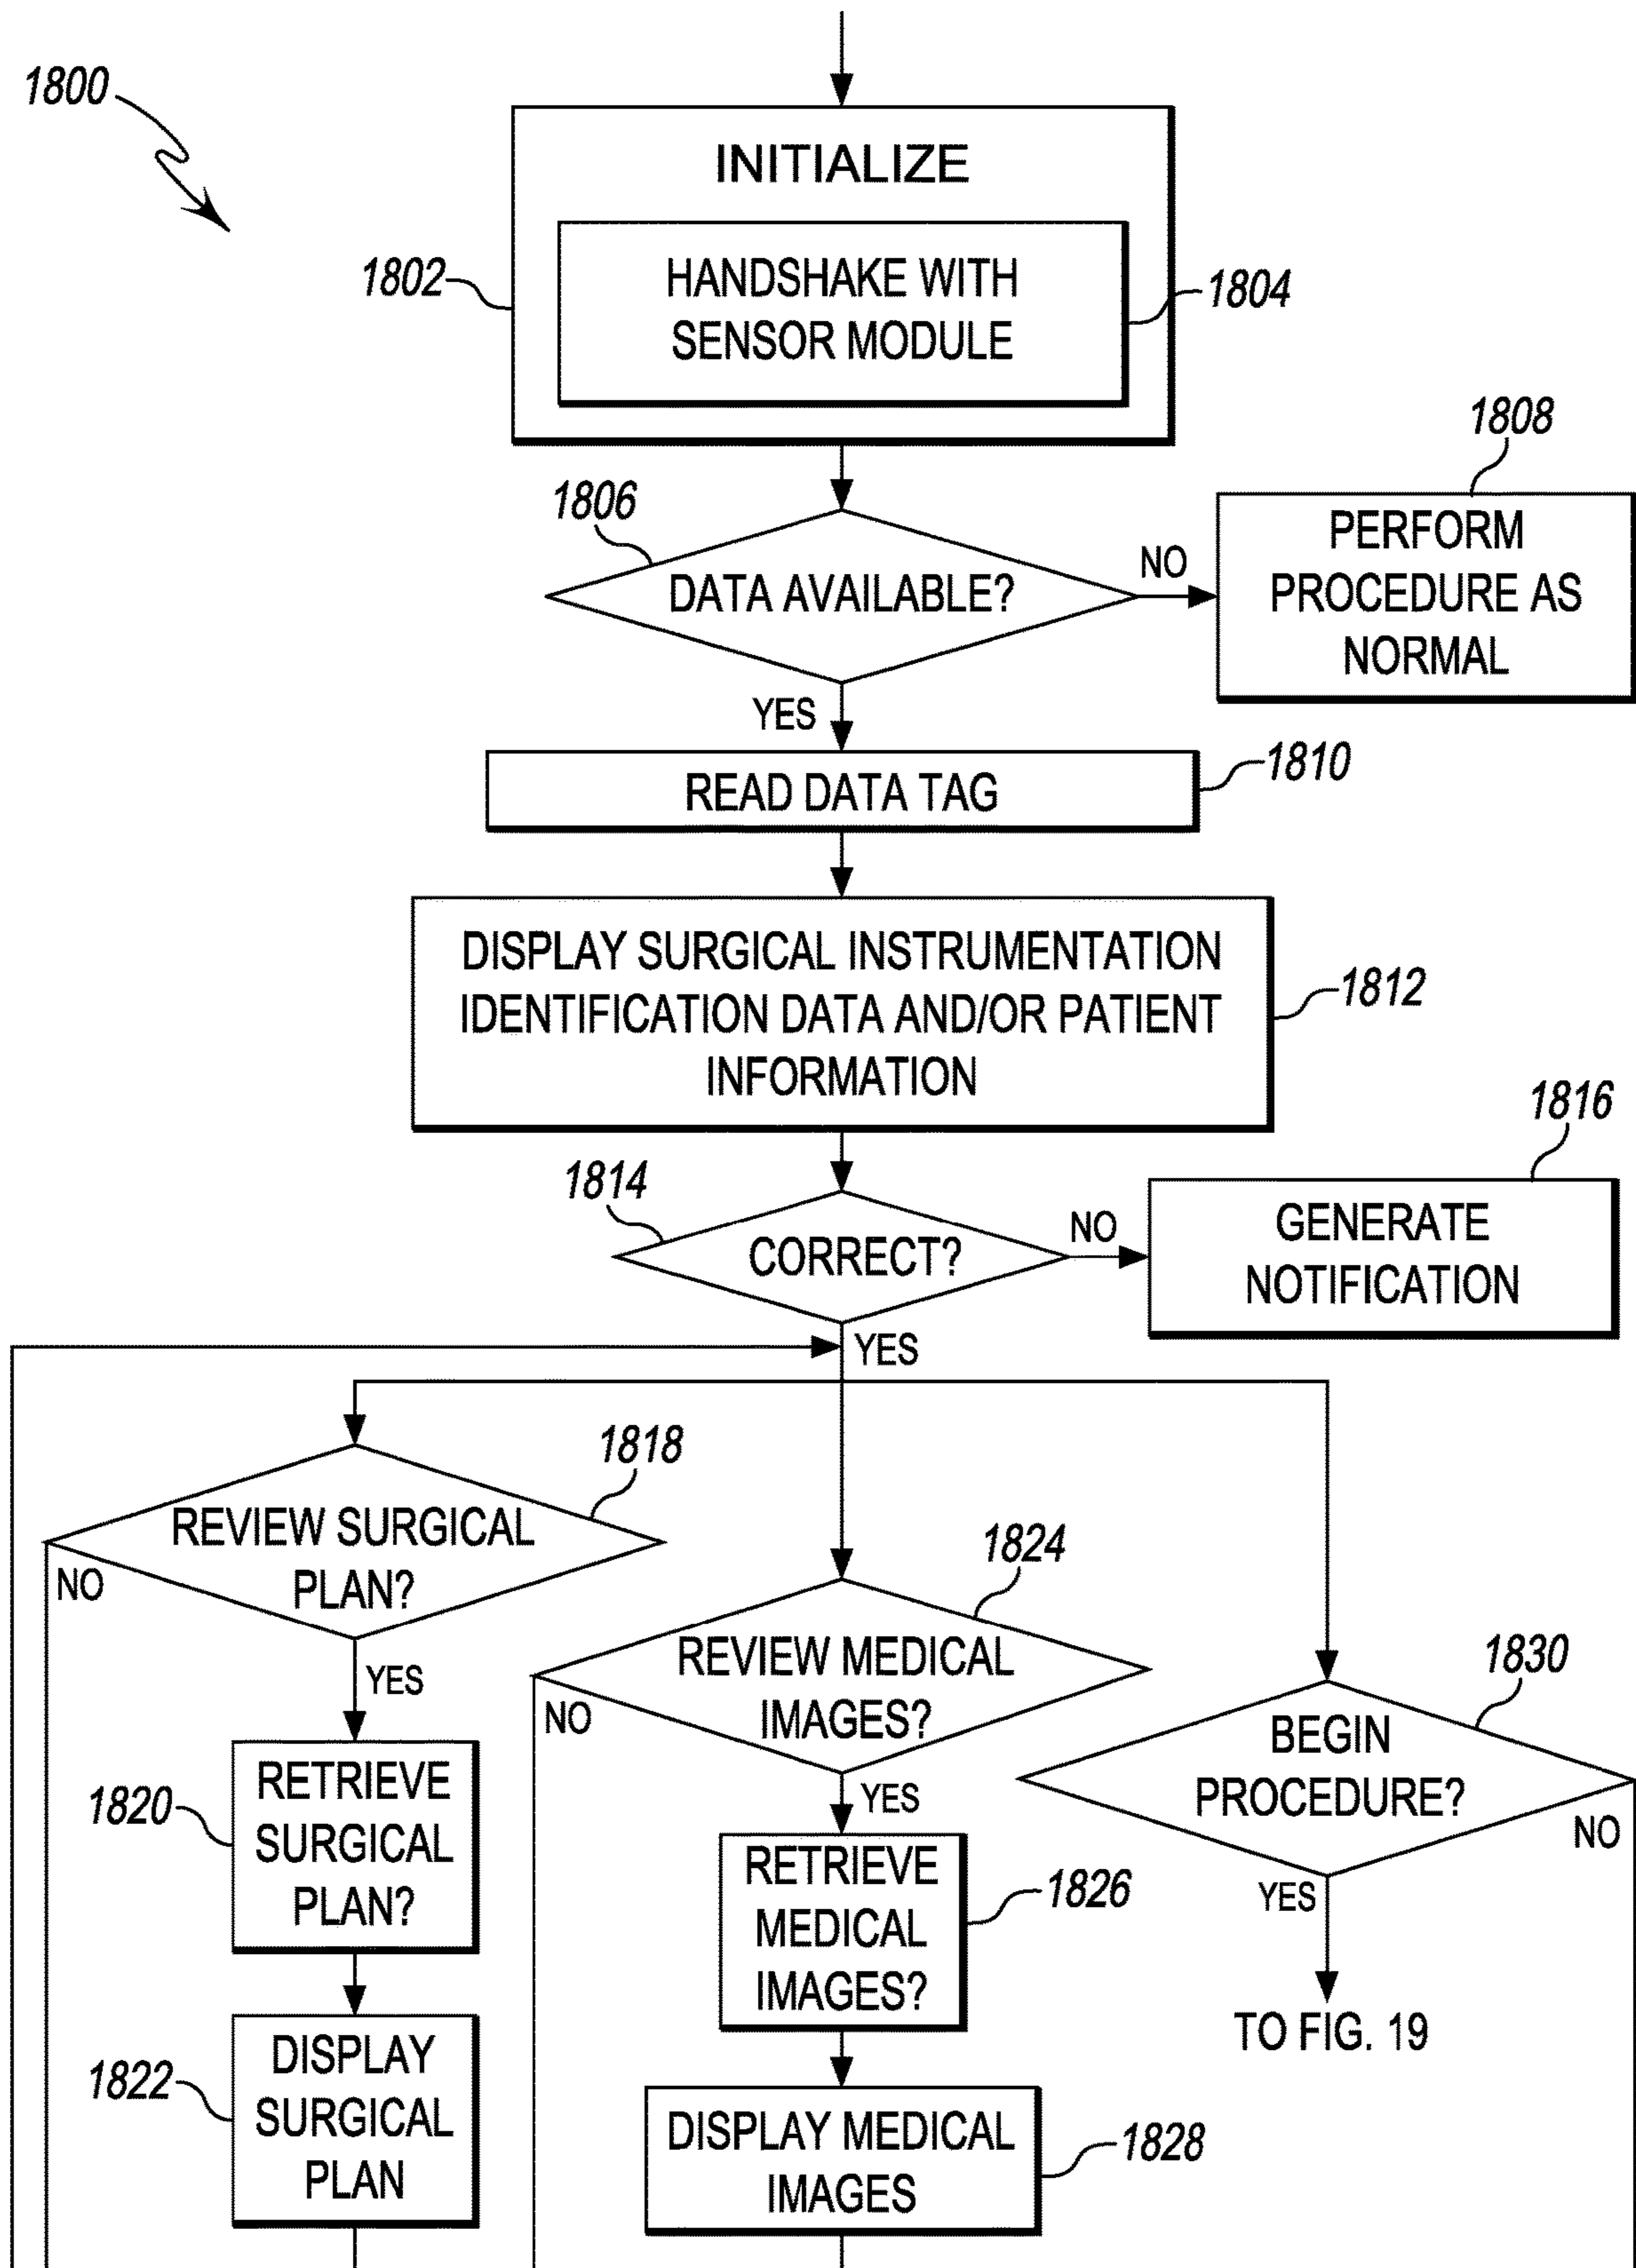 1800
INITIALIZE
1802
HANDSHAKE WITH
SENSOR MODULE
1804
1806
DATA AVAILABLE?
NO
1808
PERFORM
PROCEDURE AS
NORMAL
YES
READ DATA TAG
1810
DISPLAY SURGICAL INSTRUMENTATION
IDENTIFICATION DATA AND/OR PATIENT
INFORMATION
1812
1814
CORRECT?
NO
1816
GENERATE
NOTIFICATION
YES
1818
REVIEW SURGICAL
PLAN?
NO
YES
1820
RETRIEVE
SURGICAL
PLAN?
1822
DISPLAY
SURGICAL
PLAN
1824
REVIEW MEDICAL
IMAGES?
NO
YES
RETRIEVE
MEDICAL
IMAGES?
1826
DISPLAY MEDICAL
IMAGES
1828
1830
BEGIN
PROCEDURE?
NO
YES
TO FIG. 19